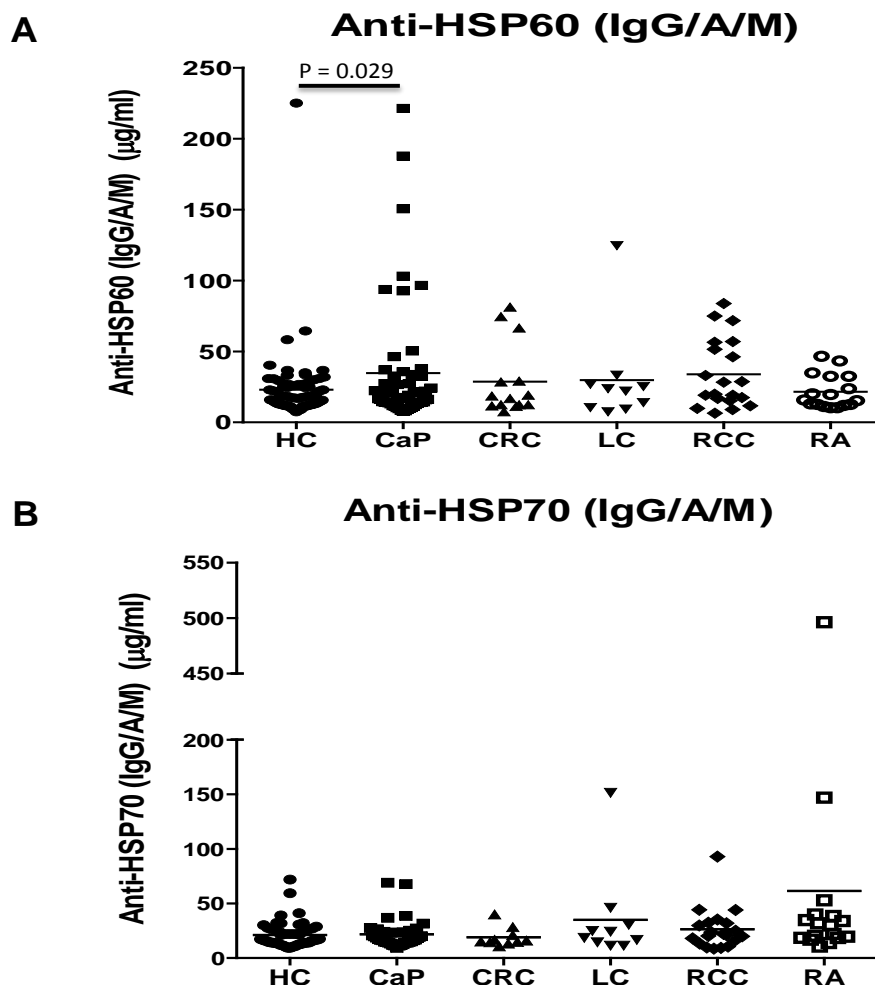 A
Anti-HSP60 (IgG/A/M)
Anti-HSP60 (IgG/A/M) (µg/ml)
250
200
150
100
50
0
P = 0.029
HC CaP CRC LC RCC RA
B
Anti-HSP70 (IgG/A/M)
Anti-HSP70 (IgG/A/M) (µg/ml)
550
500
450
200
150
100
50
0
HC CaP CRC LC RCC RA